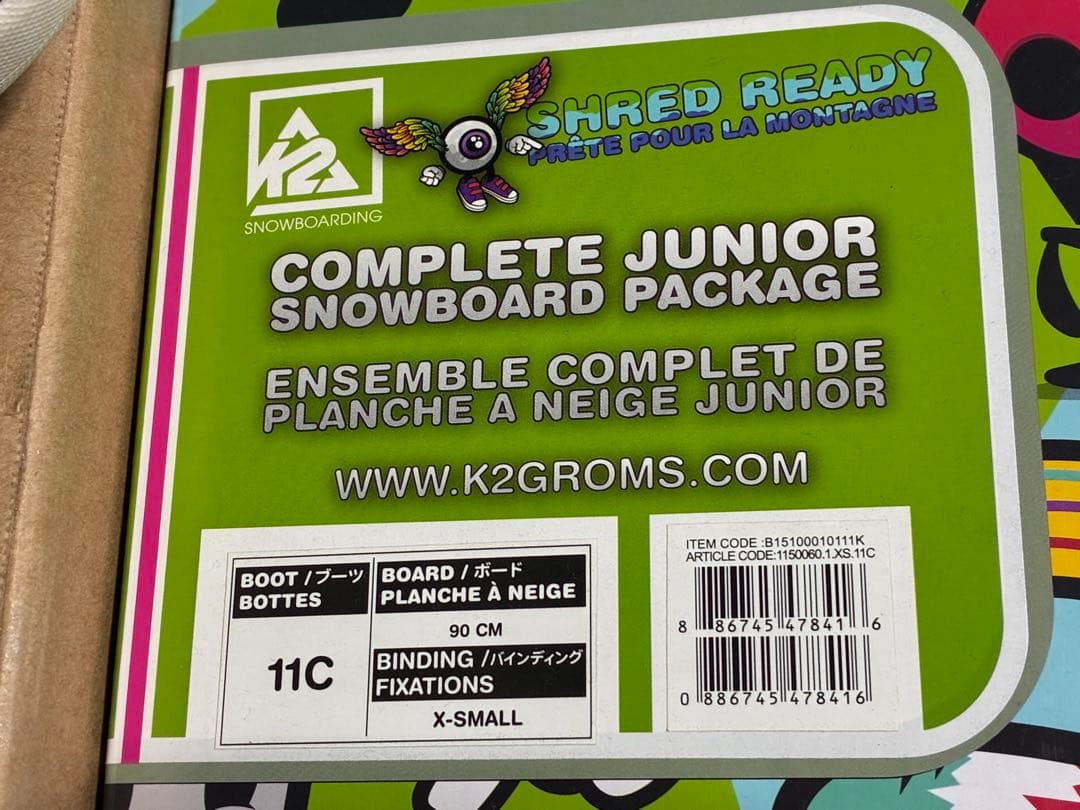 K2
SNOWBOARDING
SHRED READY
PRÊTE POUR LA MONTAGNE
COMPLETE JUNIOR
SNOWBOARD PACKAGE
ENSEMBLE COMPLET DE
PLANCHE A NEIGE JUNIOR
WWW.K2GROMS.COM
BOOT /ブーツ
BOTTES
11C
BOARD / ボード
PLANCHE À NEIGE
90 CM
BINDING /バインディング
FIXATIONS
X-SMALL
ITEM CODE :B15100010111K
ARTICLE CODE:1150060.1.XS.11C
8 86745 47841 6
0 886745 478416